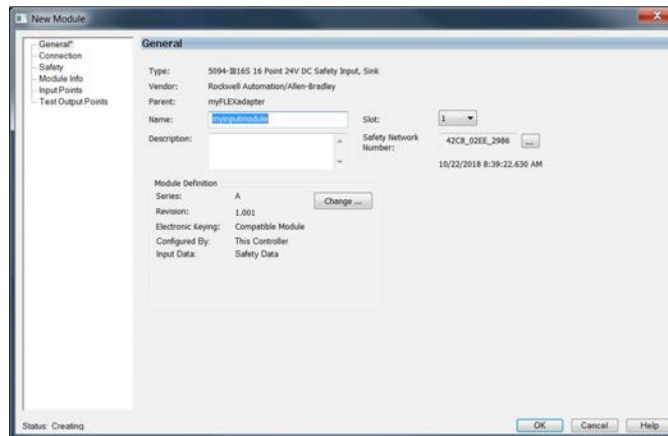 New Module
General*
Connection
Safety
Module Info
Input Points
Test Output Points
General
Type: 5094-IB16S 16 Point 24V DC Safety Input, Sink
Vendor: Rockwell Automation/Allen-Bradley
Parent: myFLEXadapter
Name: myinputmodule Slot: 1
Description: Safety Network Number: 42C8_02EE_2986 ...
10/22/2018 8:39:22.630 AM
Module Definition
Series: A Change ...
Revision: 1.001
Electronic Keying: Compatible Module
Configured By: This Controller
Input Data: Safety Data
Status: Creating OK Cancel Help